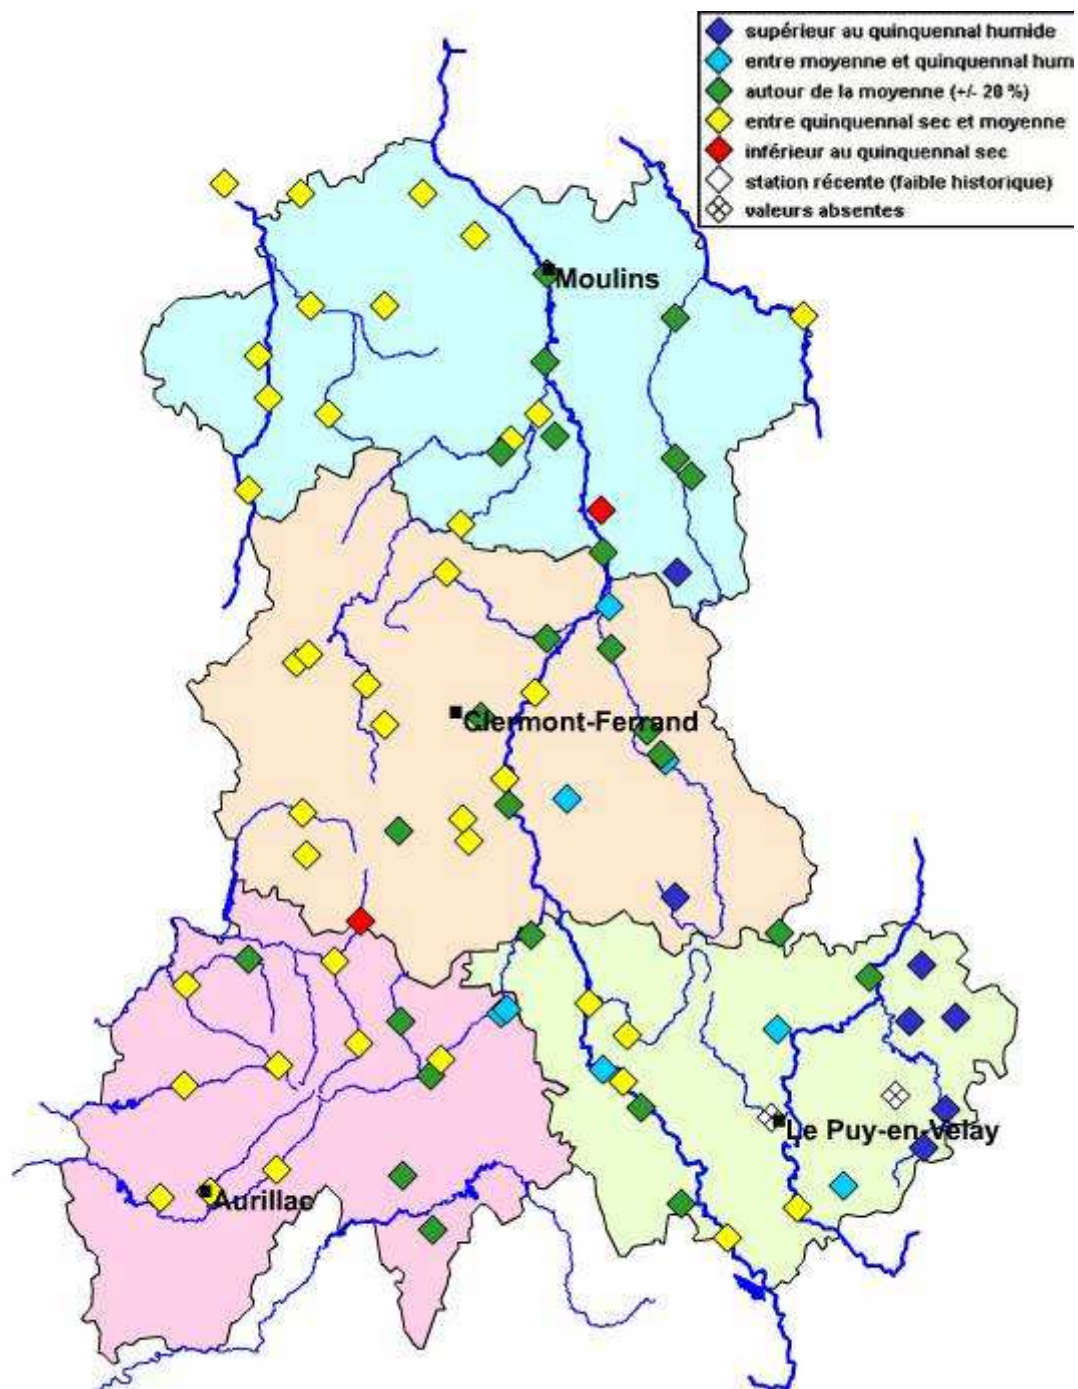 supérieur au quinquennal humide
entre moyenne et quinquennal hum
autour de la moyenne (+/- 20 %)
entre quinquennal sec et moyenne
inférieur au quinquennal sec
station récente (faible historique)
valeurs absentes
Moulins
Clermont-Ferrand
Le Puy-en-Velay
Aurillac